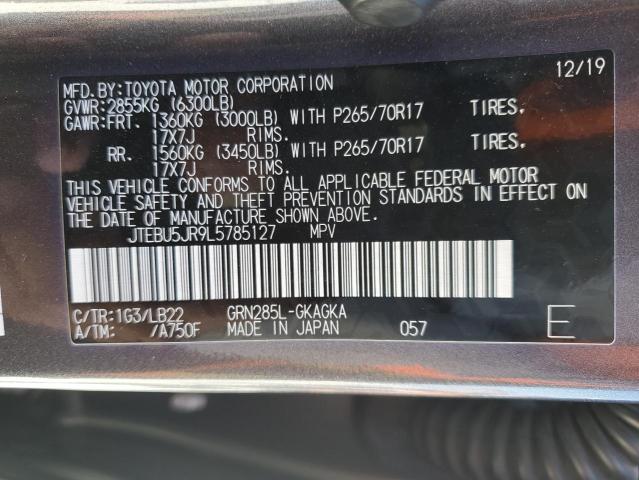 MFD.BY:TOYOTA MOTOR CORPORATION 12/19
GVWR:2855KG (6300LB)
GAWR:FRT. 1360KG (3000LB) WITH P265/70R17 TIRES,
17X7J RIMS.
RR. 1560KG (3450LB) WITH P265/70R17 TIRES,
17X7J RIMS.
THIS VEHICLE CONFORMS TO ALL APPLICABLE FEDERAL MOTOR
VEHICLE SAFETY AND THEFT PREVENTION STANDARDS IN EFFECT ON
THE DATE OF MANUFACTURE SHOWN ABOVE.
JTEBU5JR9L5785127 MPV
C/TR:1G3/LB22 GRN285L-GKAGKA
A/TM: /A750F MADE IN JAPAN 057 E